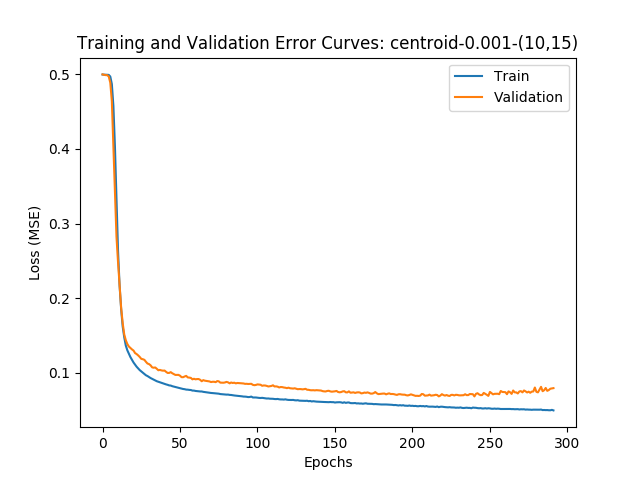 Training and Validation Error Curves: centroid-0.001-(10,15)
Train
Validation
Loss (MSE)
0.5
0.4
0.3
0.2
0.1
0 50 100 150 200 250 300
Epochs